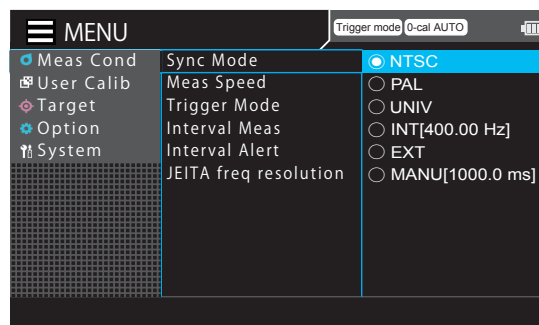 MENU
Trigger mode 0-cal AUTO
Meas Cond
User Calib
Target
Option
System
Sync Mode
Meas Speed
Trigger Mode
Interval Meas
Interval Alert
JEITA freq resolution
NTSC
PAL
UNIV
INT[400.00 Hz]
EXT
MANU[1000.0 ms]